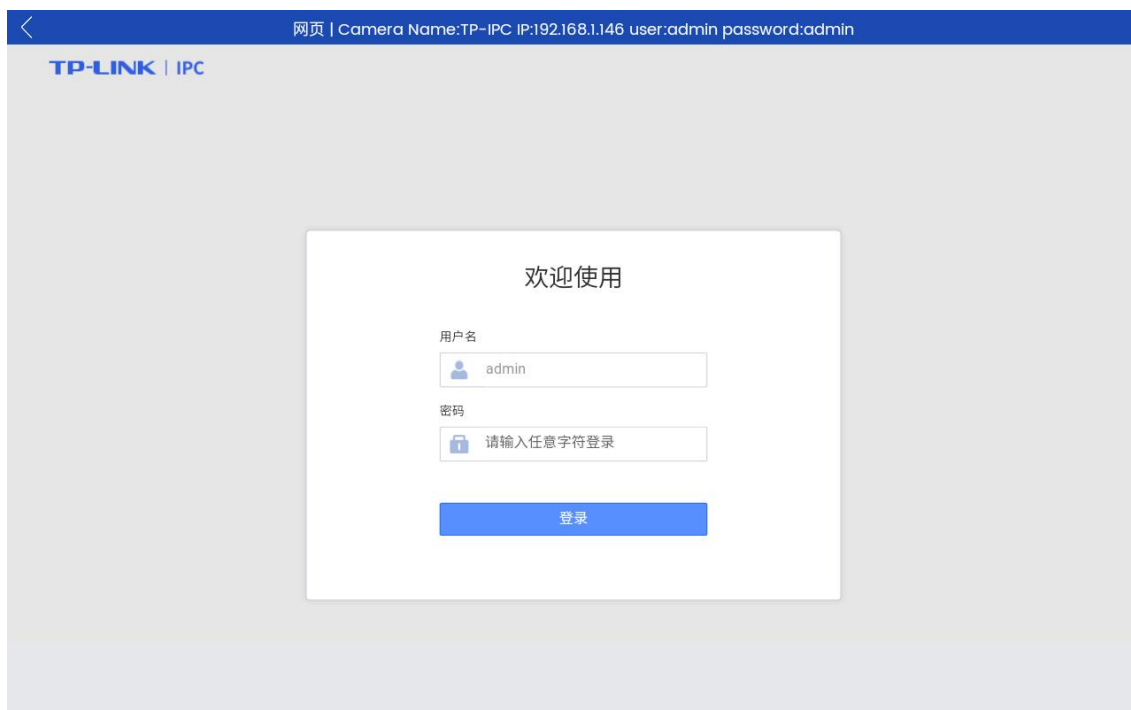 网页 | Camera Name:TP-IPC IP:192.168.1.146 user:admin password:admin
TP-LINK | IPC
欢迎使用
用户名
admin
密码
请输入任意字符登录
登录